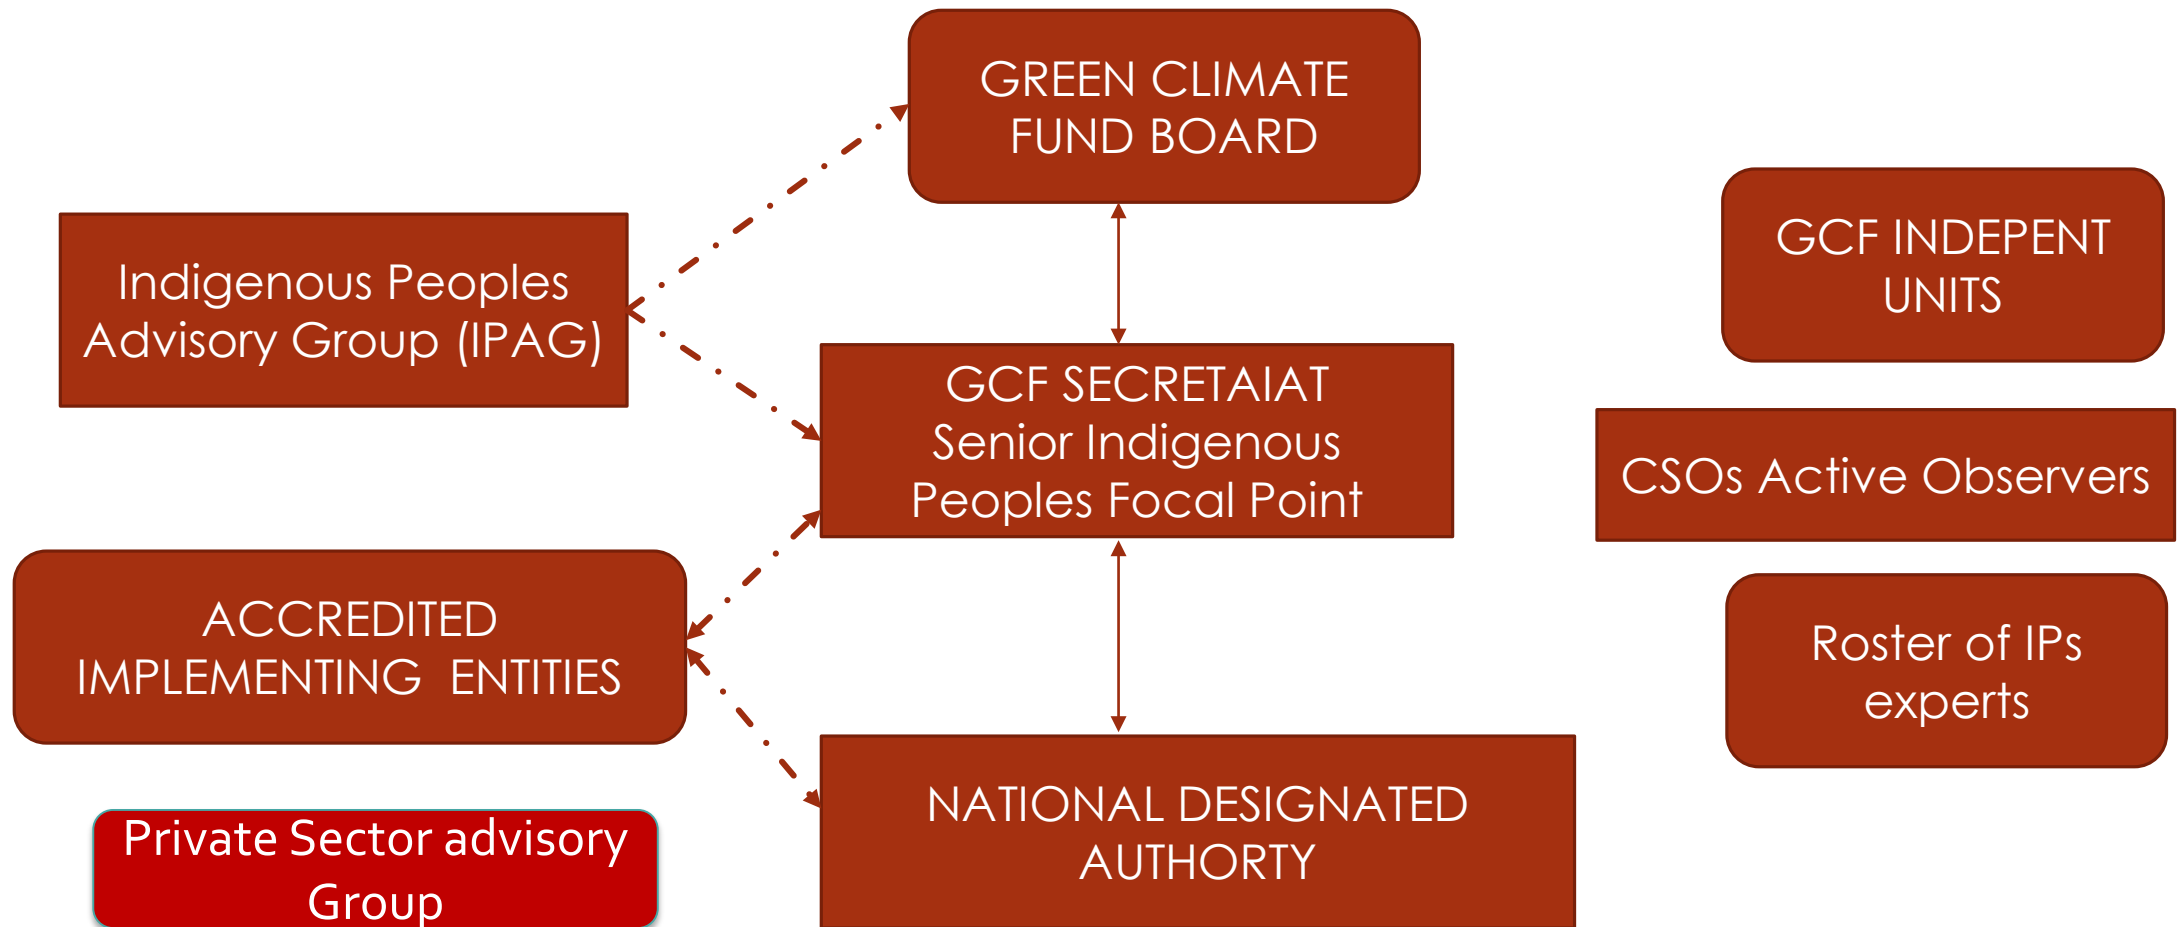 GREEN CLIMATE
FUND BOARD
Indigenous Peoples
Advisory Group (IPAG)
GCF INDEPENT
UNITS
GCF SECRETAIAT
Senior Indigenous
Peoples Focal Point
CSOs Active Observers
ACCREDITED
IMPLEMENTING  ENTITIES
Roster of IPs
experts
NATIONAL DESIGNATED
AUTHORTY
Private Sector advisory
Group